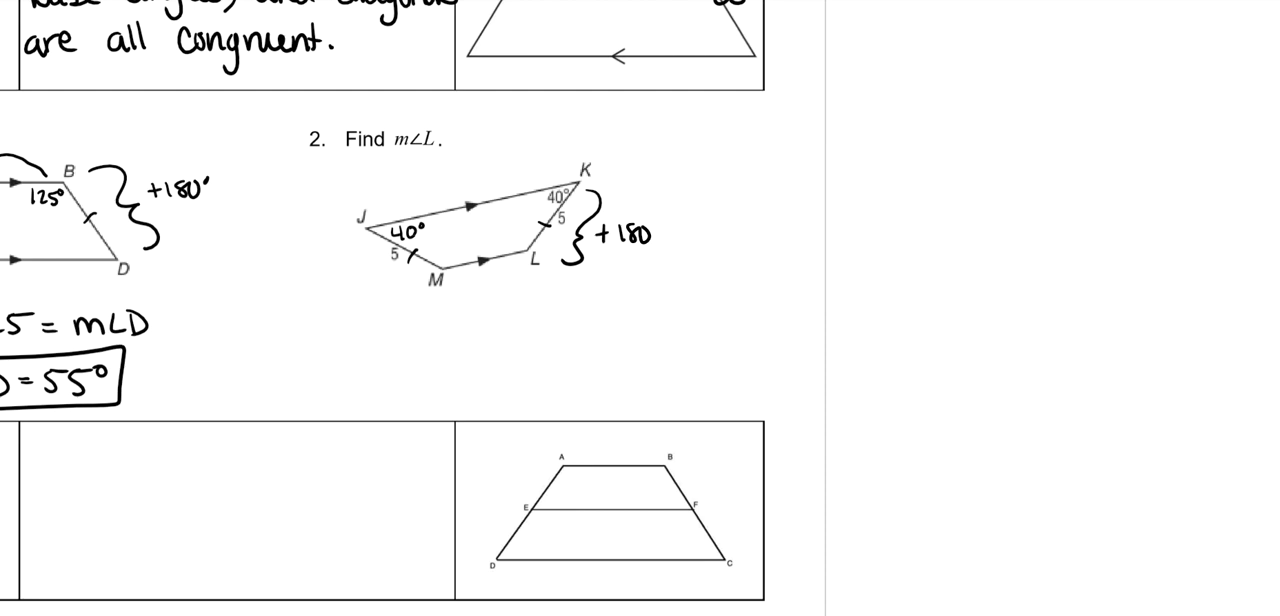 are all congruent.
2. Find m∠L.
B
125°
+180°
D
K
40°
5
J
40°
5
+180
L
M
5 = m∠D
= 55°
A
B
E
F
D
C